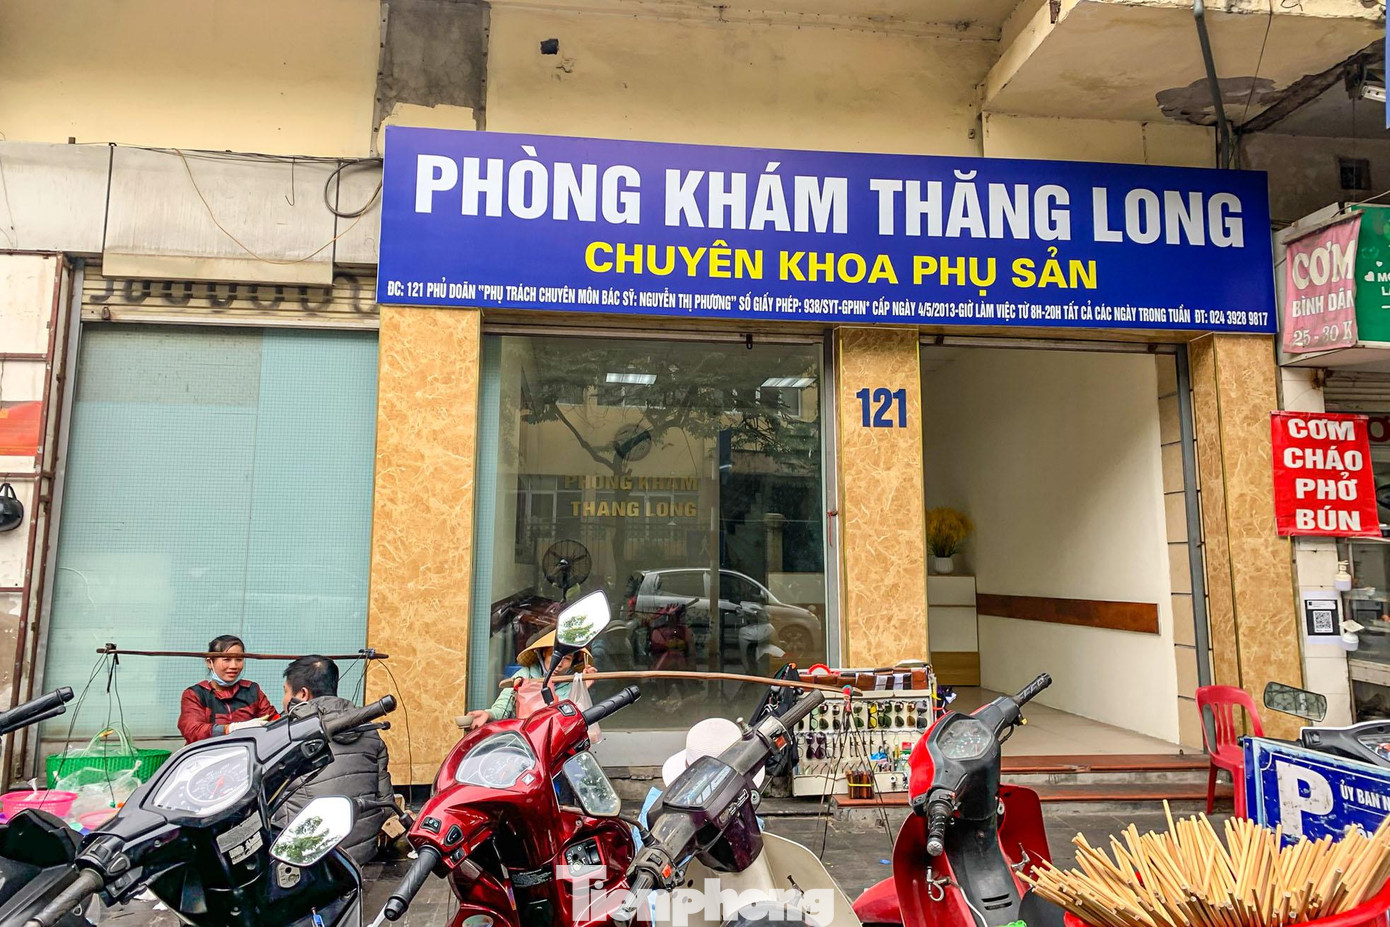 PHÒNG KHÁM THĂNG LONG
CHUYÊN KHOA PHỤ SẢN
ĐC: 121 PHỦ DOÃN "PHỤ TRÁCH CHUYÊN MÔN BÁC SỸ: NGUYỄN THỊ PHƯƠNG" SỐ GIẤY PHÉP: 938/SYT-GPHN* CẤP NGÀY 4/5/2013-GIỜ LÀM VIỆC TỪ 8H-20H TẤT CẢ CÁC NGÀY TRONG TUẦN ĐT: 024 3928 9817
CƠM
BÌNH DÂN
25 - 30 K
121
PHÒNG KHÁM
THĂNG LONG
CƠM
CHÁO
PHỞ
BÚN
P
ỦY BAN
Tienphong